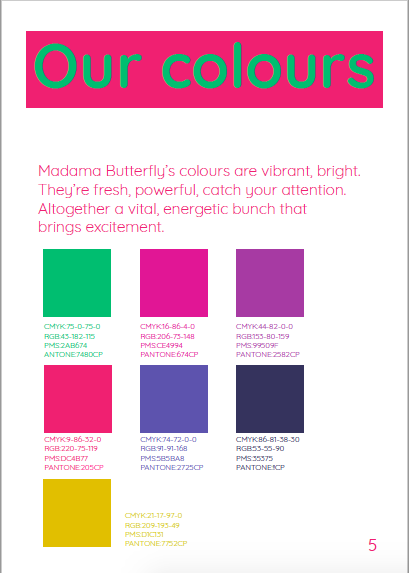 Our colours
Madama Butterfly's colours are vibrant, bright.
They're fresh, powerful, catch your attention.
Altogether a vital, energetic bunch that
brings excitement.
CMYK:75-0-75-0
RGB:43-182-115
PMS:2AB674
ANTONE:7480CP
CMYK:16-86-4-0
RGB:206-73-148
PMS:CE4994
PANTONE:674CP
CMYK:44-82-0-0
RGB:153-80-159
PMS:99509F
PANTONE:2582CP
CMYK:9-86-32-0
RGB:220-75-119
PMS:DC4B77
PANTONE:205CP
CMYK:74-72-0-0
RGB:91-91-168
PMS:5B5BA8
PANTONE:2725CP
CMYK:86-81-38-30
RGB:53-55-90
PMS:35375
CMYK:21-17-97-0
RGB:209-193-49
PMS:D1C131
PANTONE:7752CP
5